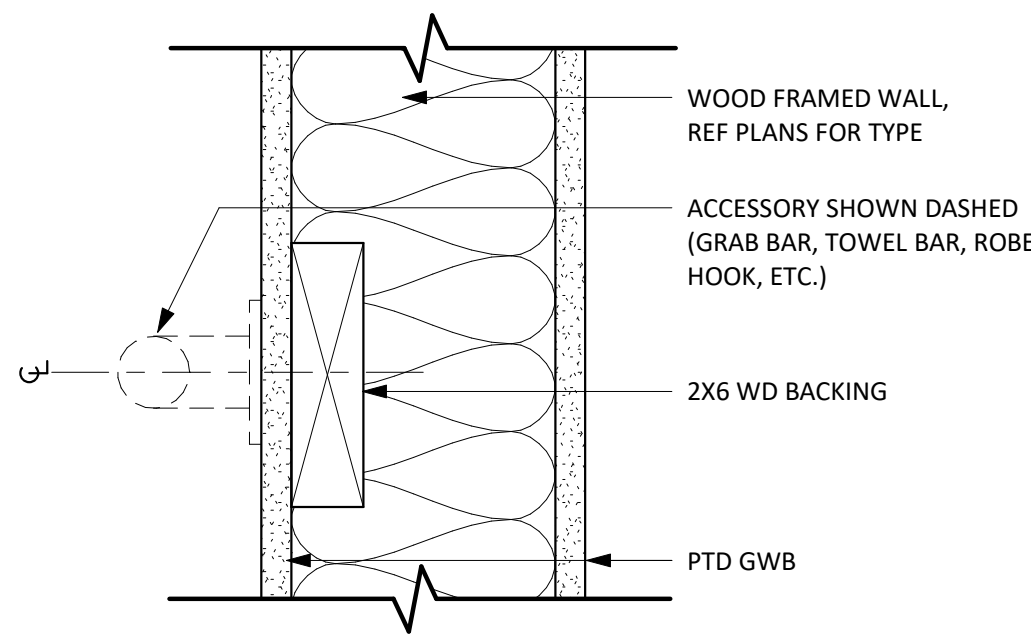 WOOD FRAMED WALL,
REF PLANS FOR TYPE
ACCESSORY SHOWN DASHED
(GRAB BAR, TOWEL BAR, ROBE
HOOK, ETC.)
℄
2X6 WD BACKING
PTD GWB